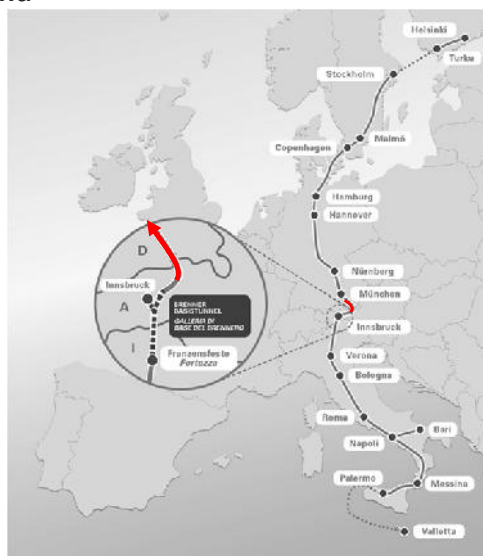 Helsinki
Turku
Stockholm
Malmö
Copenhagen
Hamburg
Hannover
D
Nürnberg
Innsbruck
München
A
BRENNER
BASISTUNNEL
GALLERIA DI
BASE DEL BRENNERO
Innsbruck
I
Franzensfeste
Fortezza
Verona
Bologna
Roma
Bari
Napoli
Palermo
Messina
Valletta